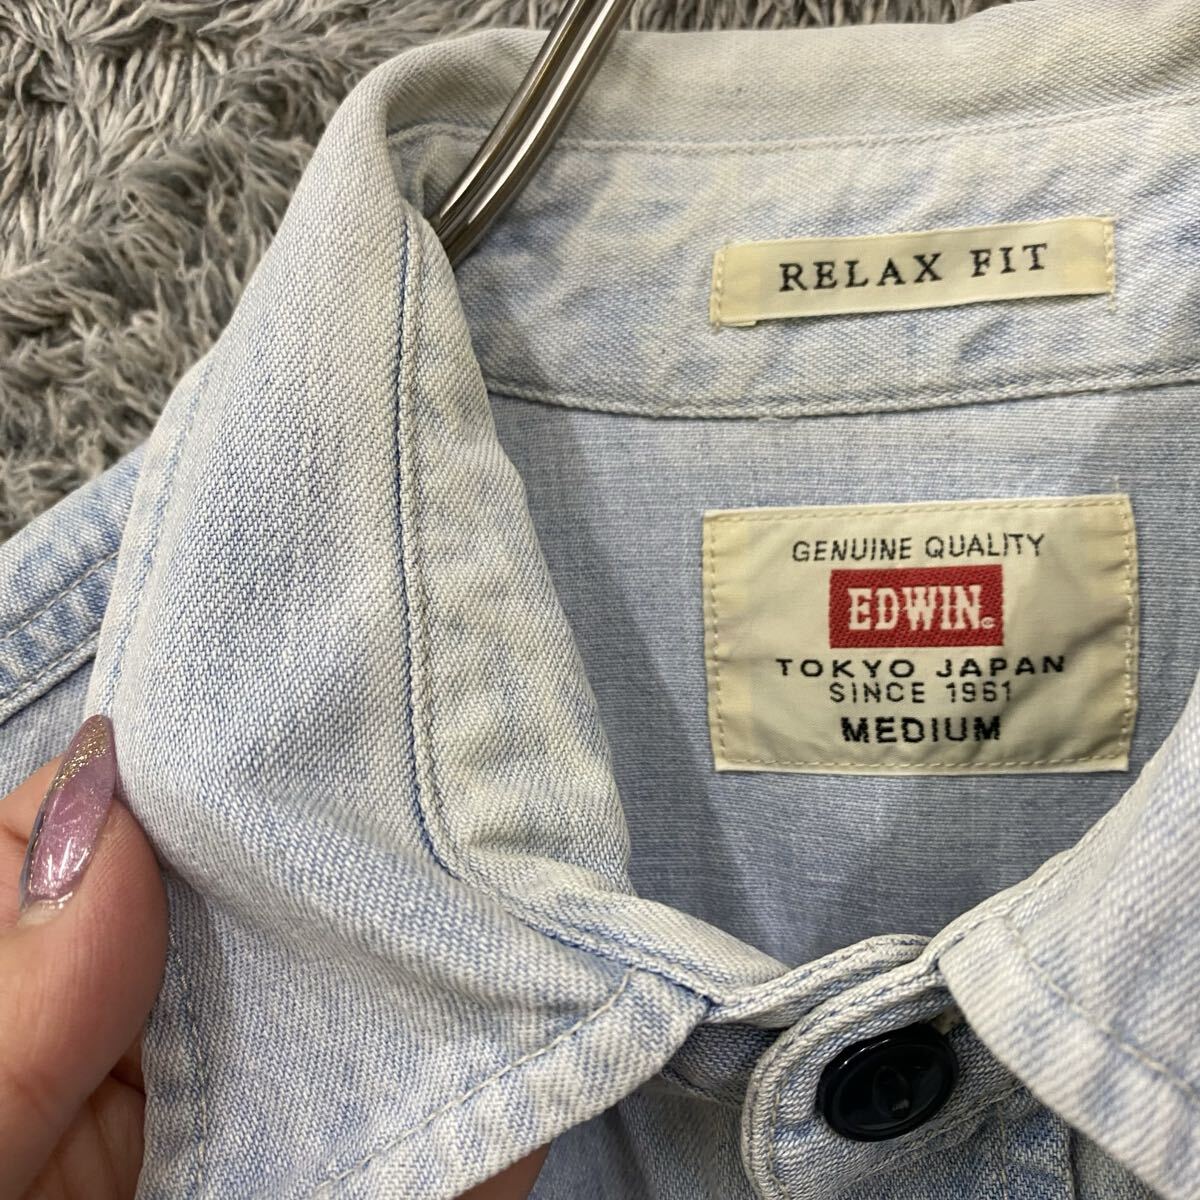 RELAX FIT
GENUINE QUALITY
EDWIN
TOKYO JAPAN
SINCE 1961
MEDIUM